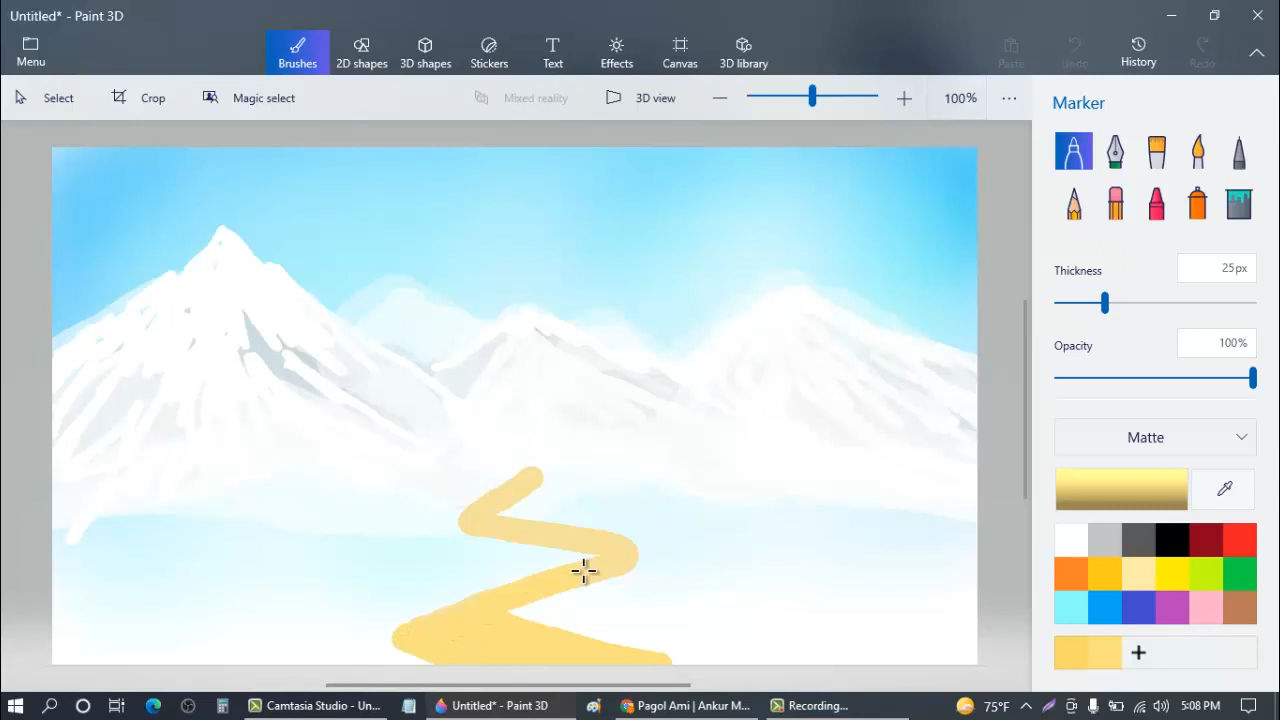 Untitled* - Paint 3D
Menu
Brushes
2D shapes
3D shapes
Stickers
Text
Effects
Canvas
3D library
Paste
Undo
History
Redo
Select
Crop
Magic select
Mixed reality
3D view
100%
Marker
Thickness
25px
Opacity
100%
Matte
Camtasia Studio - Un...
Untitled* - Paint 3D
Pagol Ami | Ankur M...
Recording...
75°F
5:08 PM